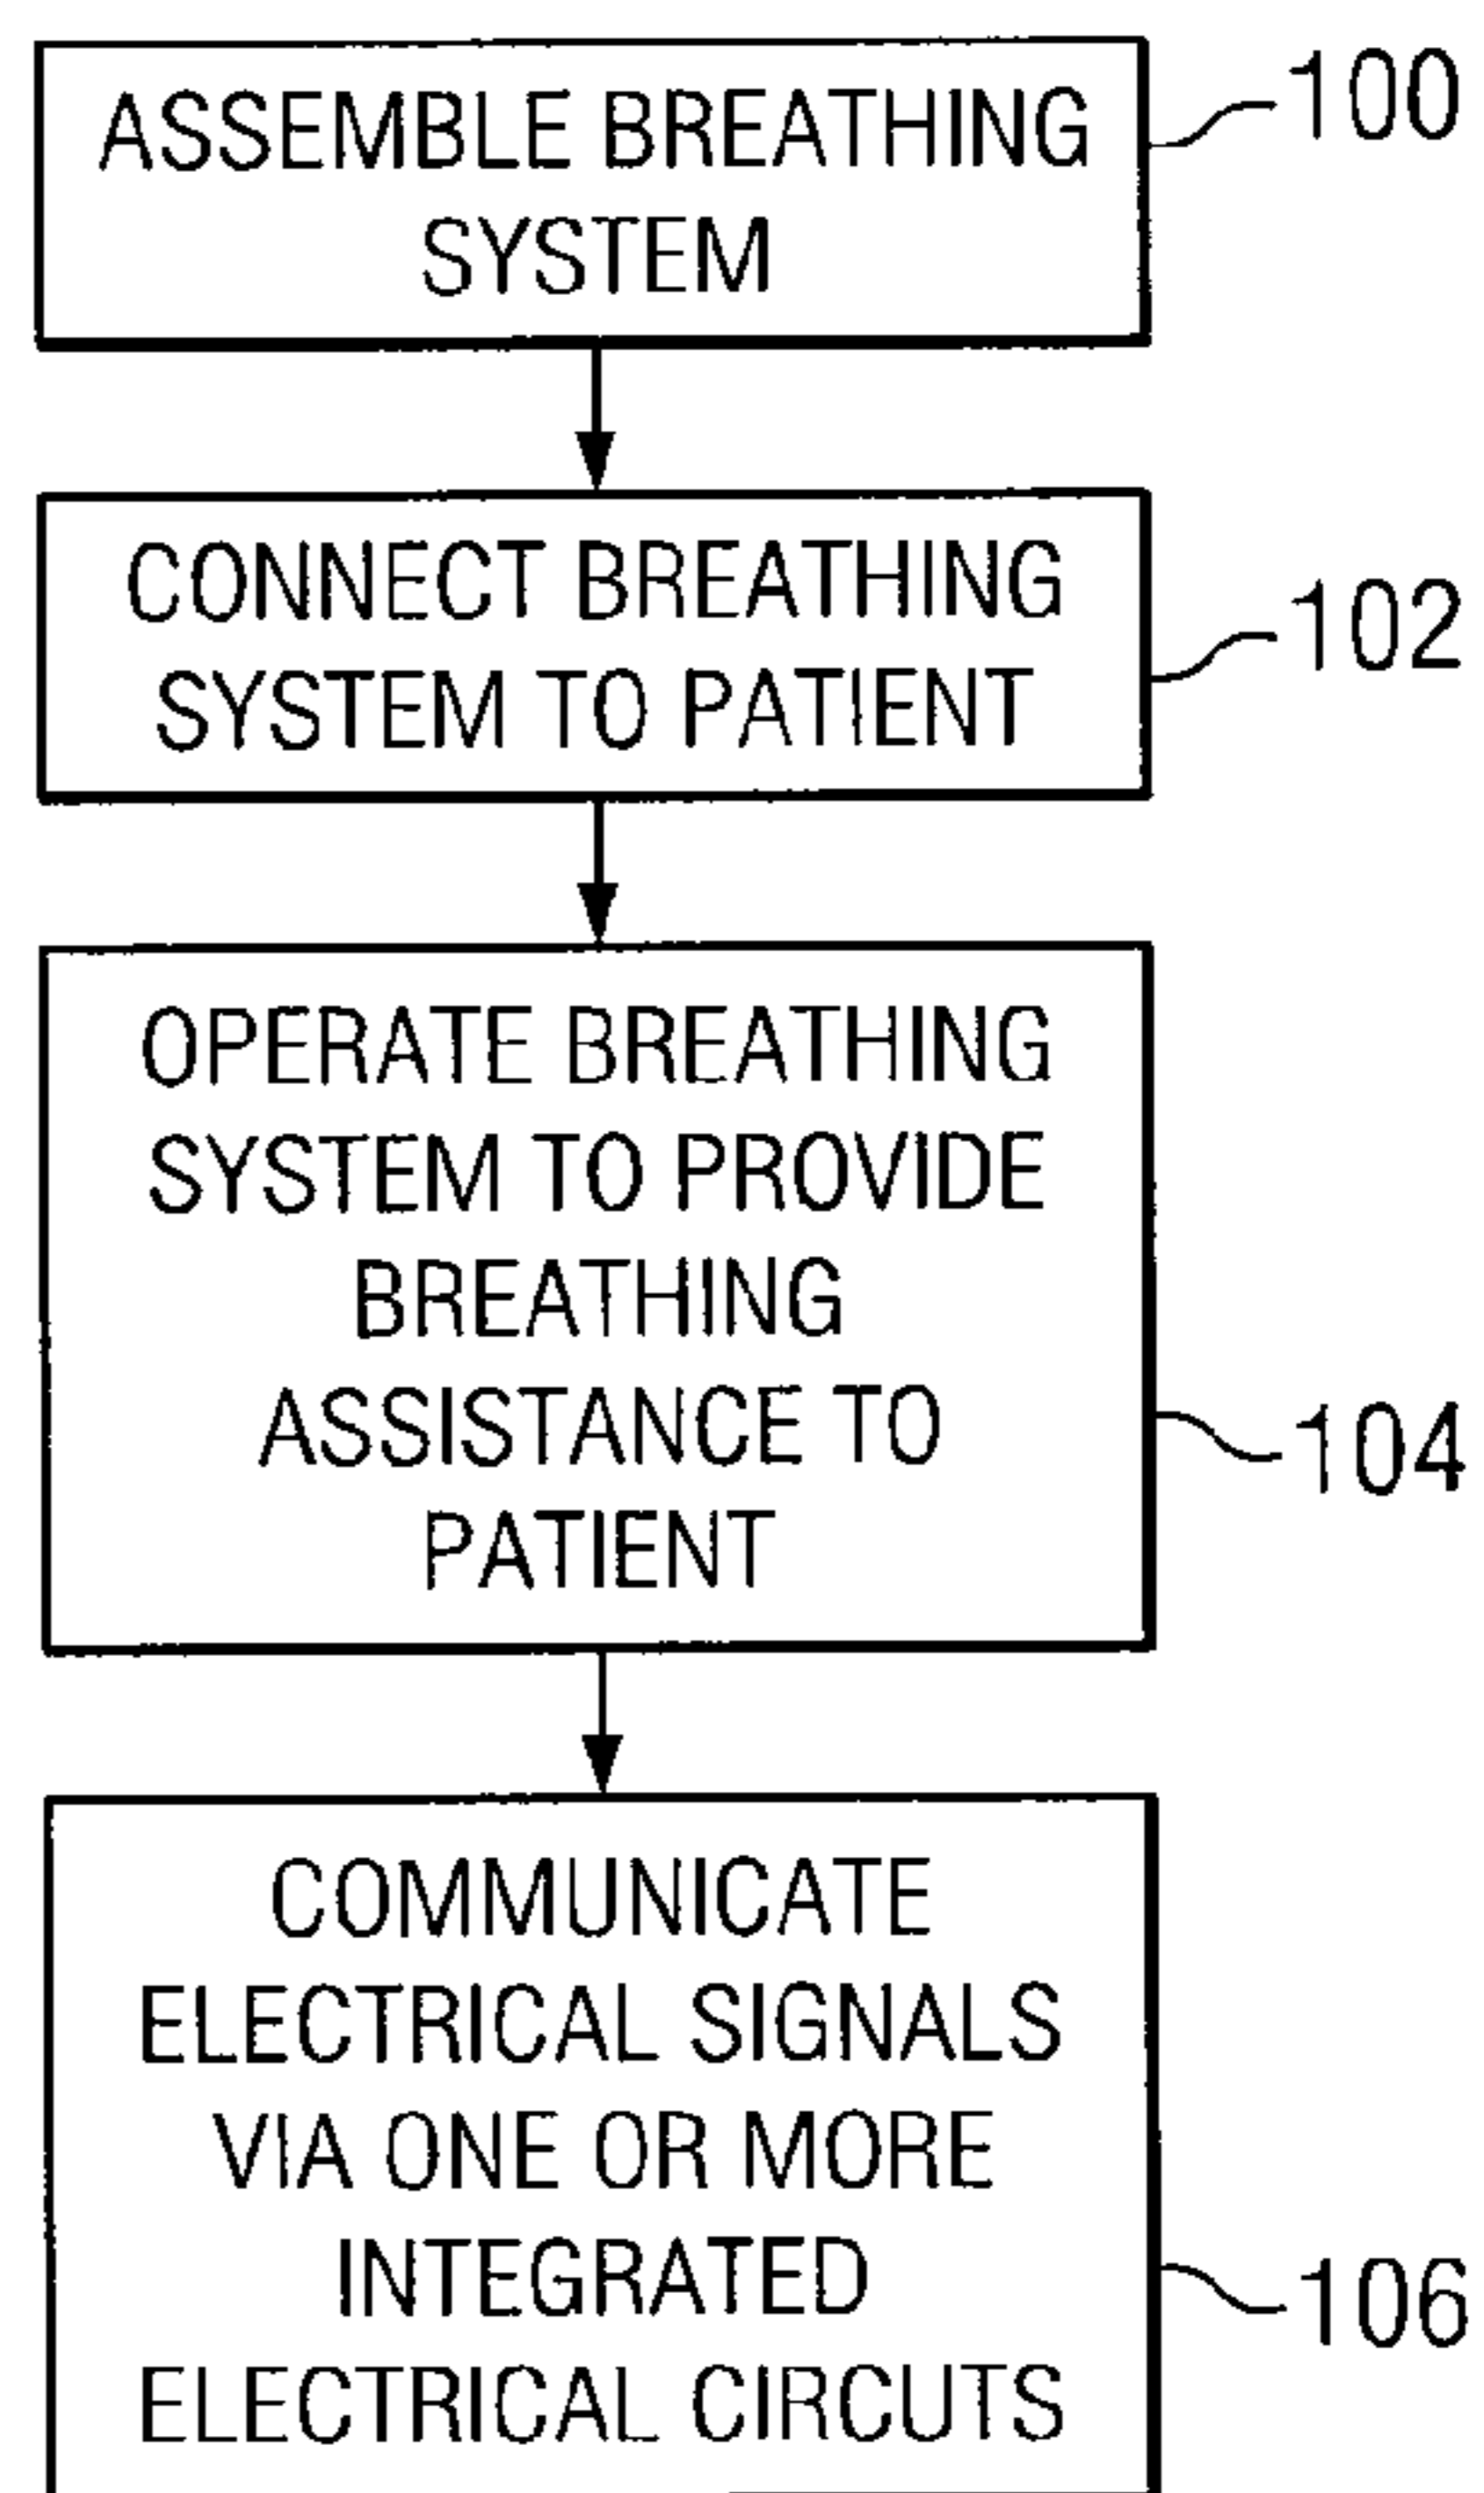 ASSEMBLE BREATHING
SYSTEM
100
CONNECT BREATHING
SYSTEM TO PATIENT
102
OPERATE BREATHING
SYSTEM TO PROVIDE
BREATHING
ASSISTANCE TO
PATIENT
104
COMMUNICATE
ELECTRICAL SIGNALS
VIA ONE OR MORE
INTEGRATED
ELECTRICAL CIRCUTS
106